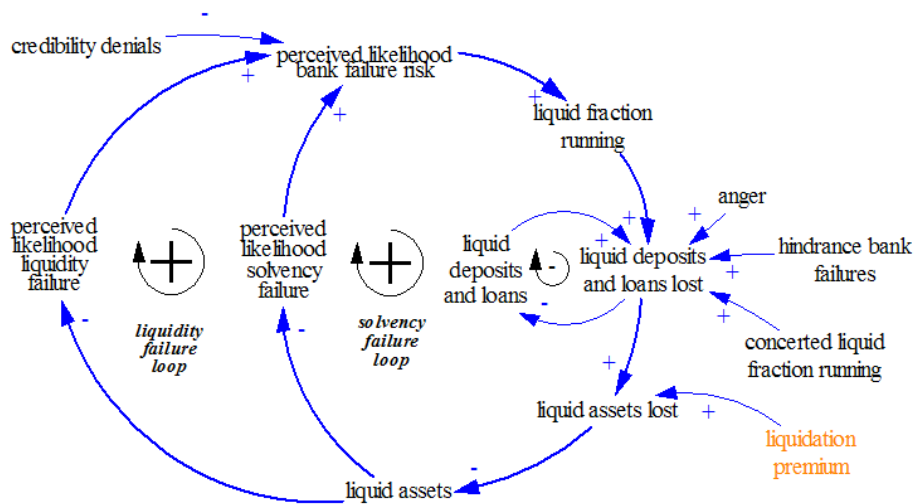 -
credibility denials
perceived likelihood
bank failure risk
+
+
+
liquid fraction
running
perceived
likelihood
liquidity
failure
+
liquidity
failure
loop
perceived
likelihood
solvency
failure
+
solvency
failure
loop
liquid
deposits
and loans
-
+
+
+
anger
liquid deposits
and loans lost
hindrance bank
failures
+
-
+
concerted liquid
fraction running
-
-
+
liquid assets lost
+
liquidation
premium
-
liquid assets